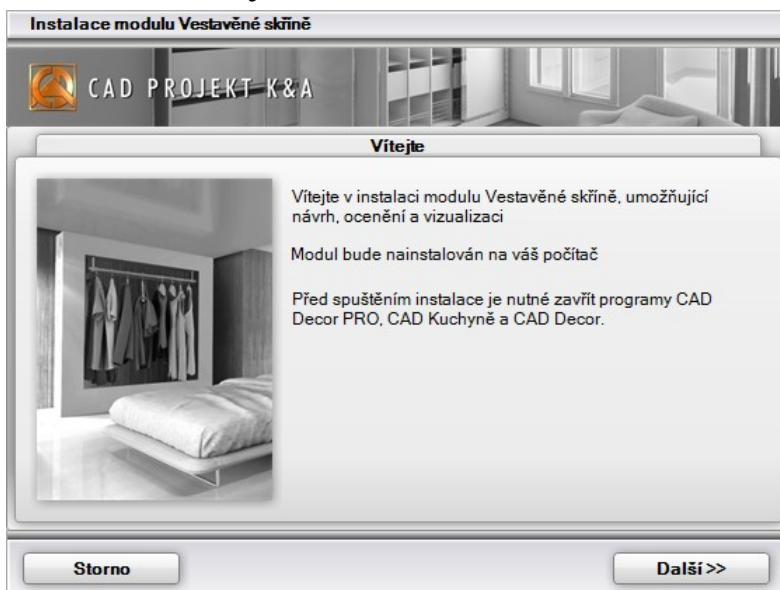 Instalace modulu Vestavěné skříně
CAD PROJEKT K&A
Vítejte
Vítejte v instalaci modulu Vestavěné skříně, umožňující
návrh, ocenění a vizualizaci
Modul bude nainstalován na váš počítač
Před spuštěním instalace je nutné zavřít programy CAD
Decor PRO, CAD Kuchyně a CAD Decor.
Storno
Další >>